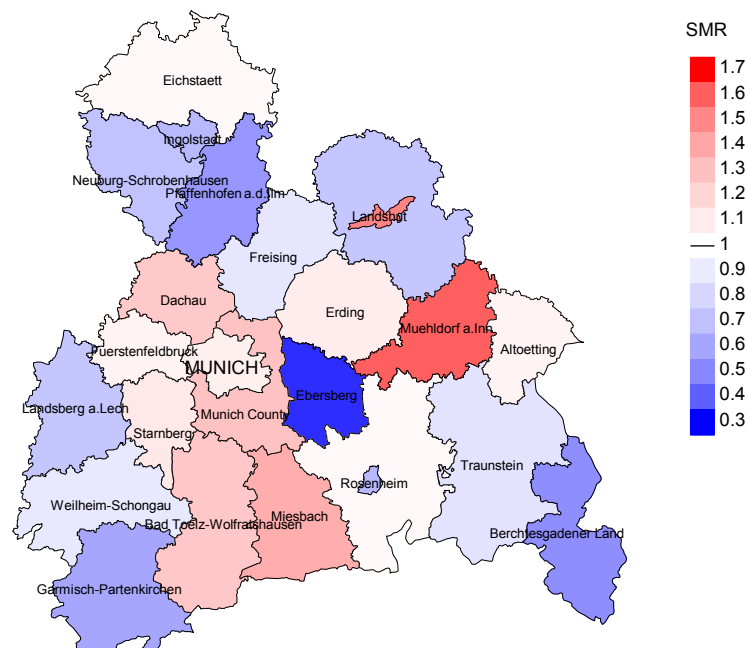 SMR
1.7
1.6
1.5
1.4
1.3
1.2
1.1
1
0.9
0.8
0.7
0.6
0.5
0.4
0.3
Eichstaett
Ingolstadt
Neuburg-Schrobenhausen
Pfaffenhofen a.d.Ilm
Landshut
Freising
Dachau
Erding
Muehldorf a.Inn
Altoetting
Fuerstenfeldbruck
MUNICH
Ebersberg
Landsberg a.Lech
Munich County
Starnberg
Traunstein
Rosenheim
Weilheim-Schongau
Miesbach
Bad Toelz-Wolfratshausen
Berchtesgadener Land
Garmisch-Partenkirchen